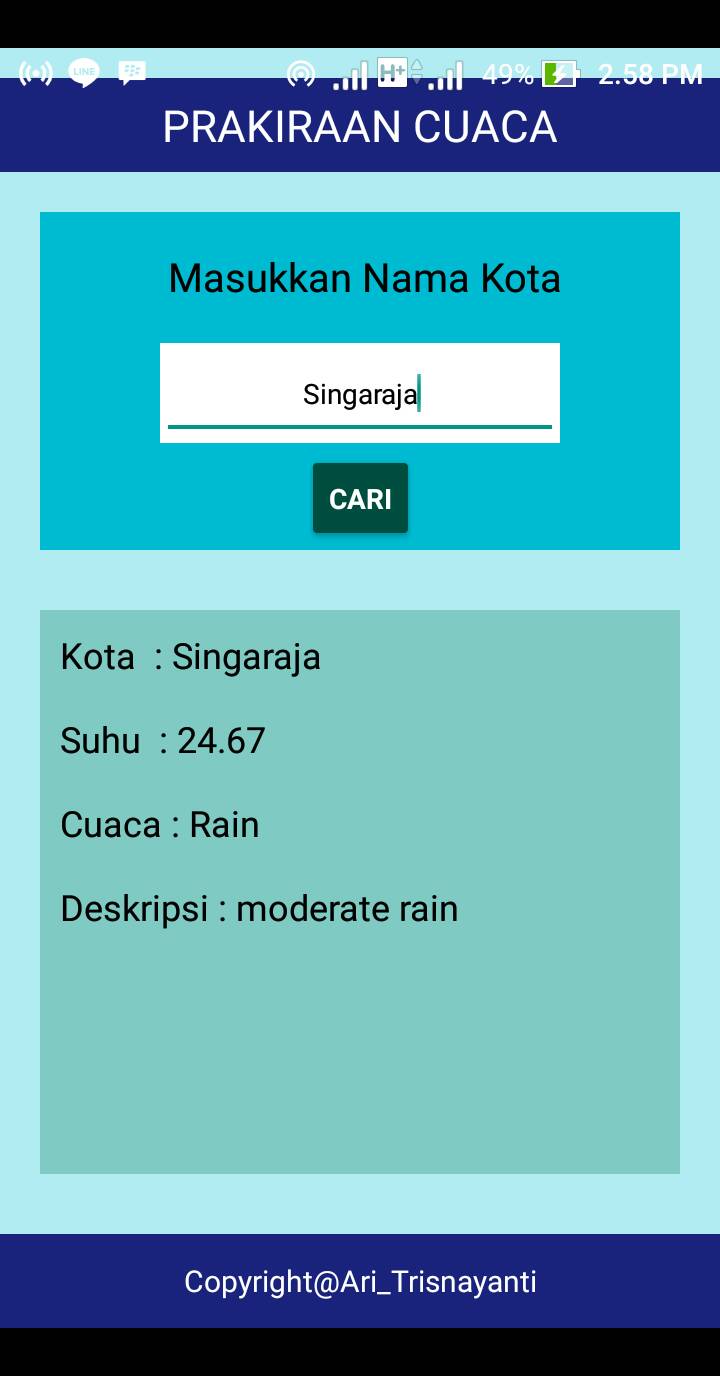 LINE H+ 49% 2.58 PM
PRAKIRAAN CUACA
Masukkan Nama Kota
Singaraja
CARI
Kota : Singaraja
Suhu : 24.67
Cuaca : Rain
Deskripsi : moderate rain
Copyright@Ari_Trisnayanti